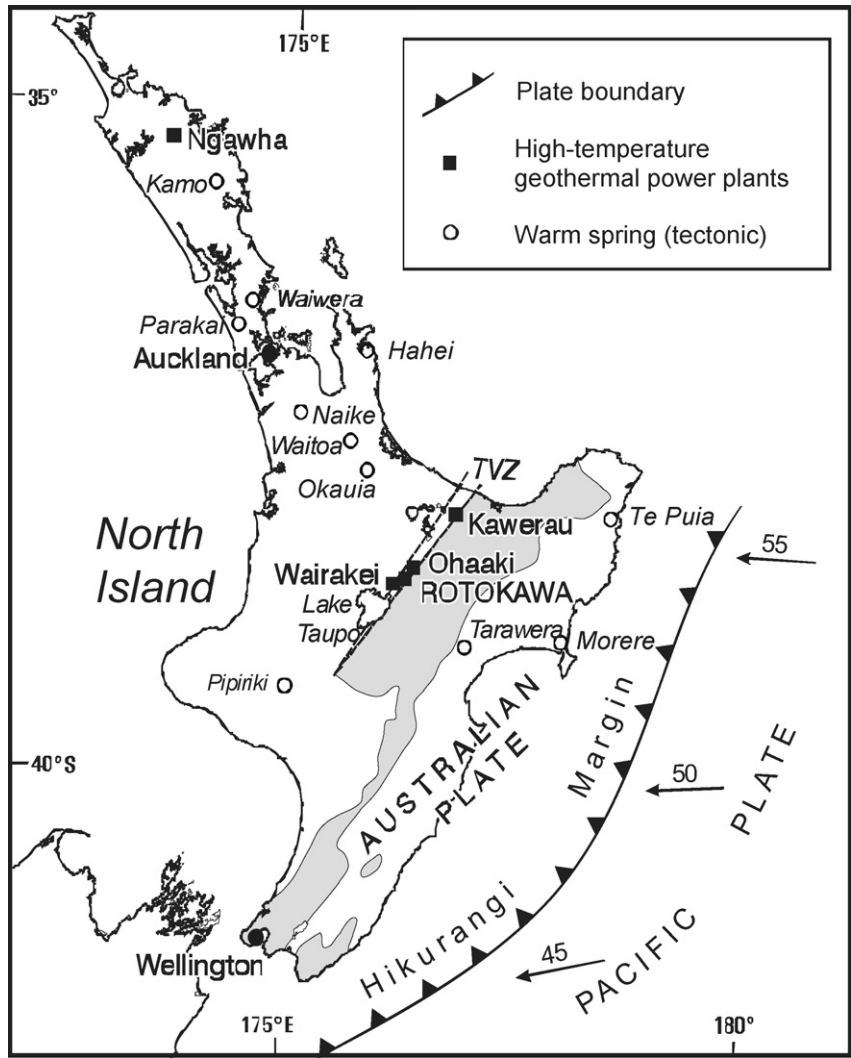 175°E
35°
Plate boundary
High-temperature
geothermal power plants
Warm spring (tectonic)
Ngawha
Kamo
Waiwera
Parakai
Auckland
Hahei
Naike
Waitoa
Okauia
TVZ
North
Island
Kawerau
Te Puia
55
Ohaaki
Wairakei
ROTOKAWA
Lake
Taupo
Tarawera
Morere
Pipiriki
AUSTRALIAN
PLATE
Hikurangi Margin
50
PACIFIC PLATE
40°S
45
Wellington
175°E
180°